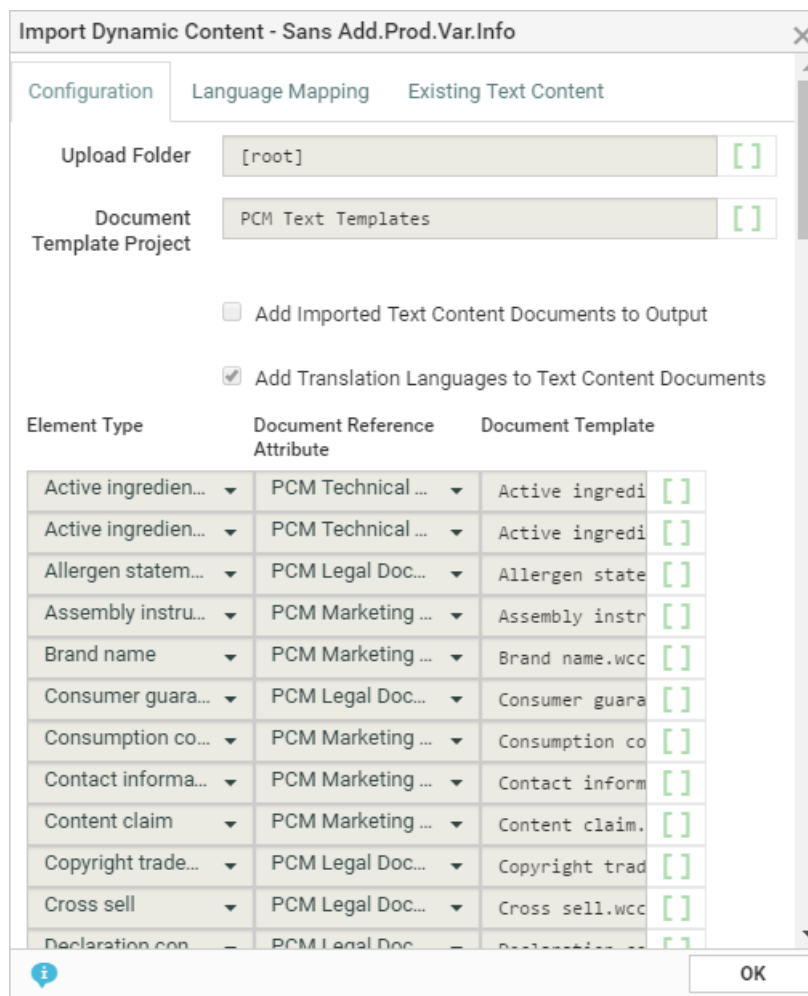 Import Dynamic Content - Sans Add.Prod.Var.Info
Configuration Language Mapping Existing Text Content
Upload Folder [root] [ ]
Document Template Project PCM Text Templates [ ]
Add Imported Text Content Documents to Output
Add Translation Languages to Text Content Documents
Element Type Document Reference Attribute Document Template
Active ingredien... PCM Technical ... Active ingredi [ ]
Active ingredien... PCM Technical ... Active ingredi [ ]
Allergen statem... PCM Legal Doc... Allergen state [ ]
Assembly instru... PCM Marketing ... Assembly instr [ ]
Brand name PCM Marketing ... Brand name.wcc [ ]
Consumer guara... PCM Legal Doc... Consumer guara [ ]
Consumption co... PCM Marketing ... Consumption co [ ]
Contact informa... PCM Marketing ... Contact inform [ ]
Content claim PCM Marketing ... Content claim. [ ]
Copyright trade... PCM Legal Doc... Copyright trad [ ]
Cross sell PCM Legal Doc... Cross sell.wcc [ ]
Declaration con PCM Legal Doc
OK